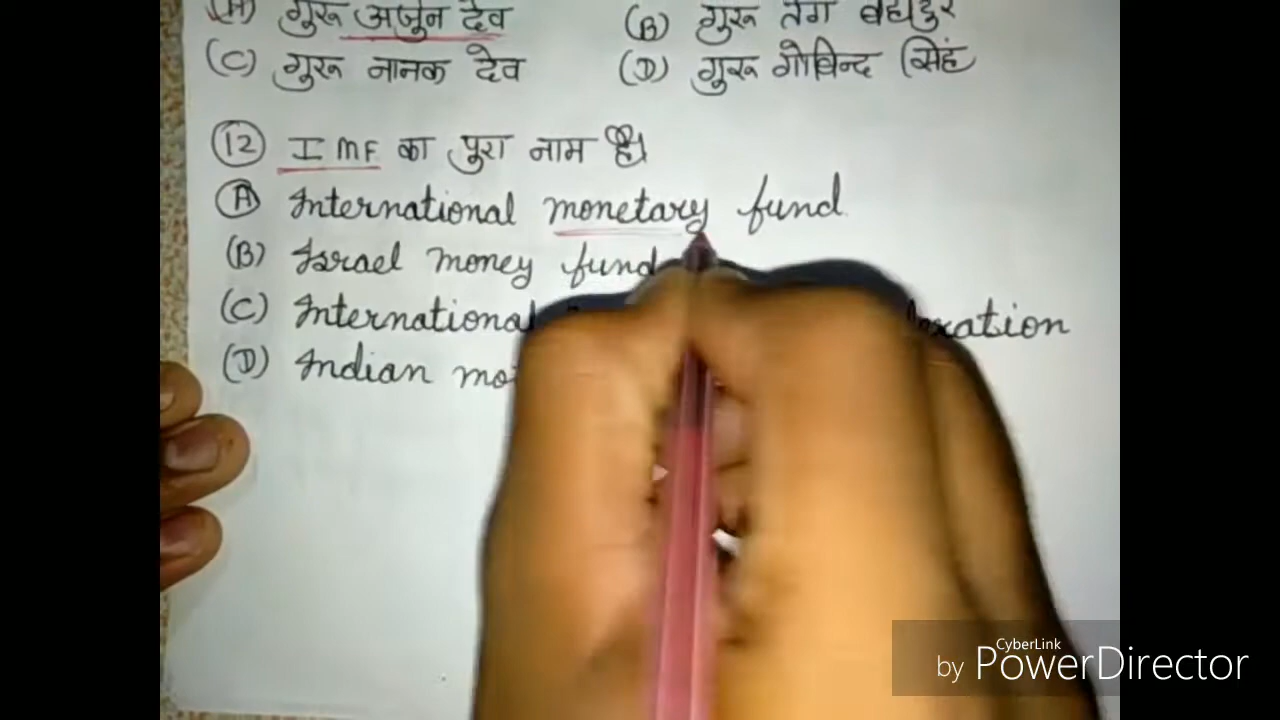 (A) गुरू अर्जुन देव (B) गुरू तेग बहादुर
(C) गुरू नानक देव (D) गुरू गोविन्द सिंह
(12) IMF का पुरा नाम है।
(A) International monetary fund
(B) Israel money fund
(C) International
(D) Indian
CyberLink
by PowerDirector